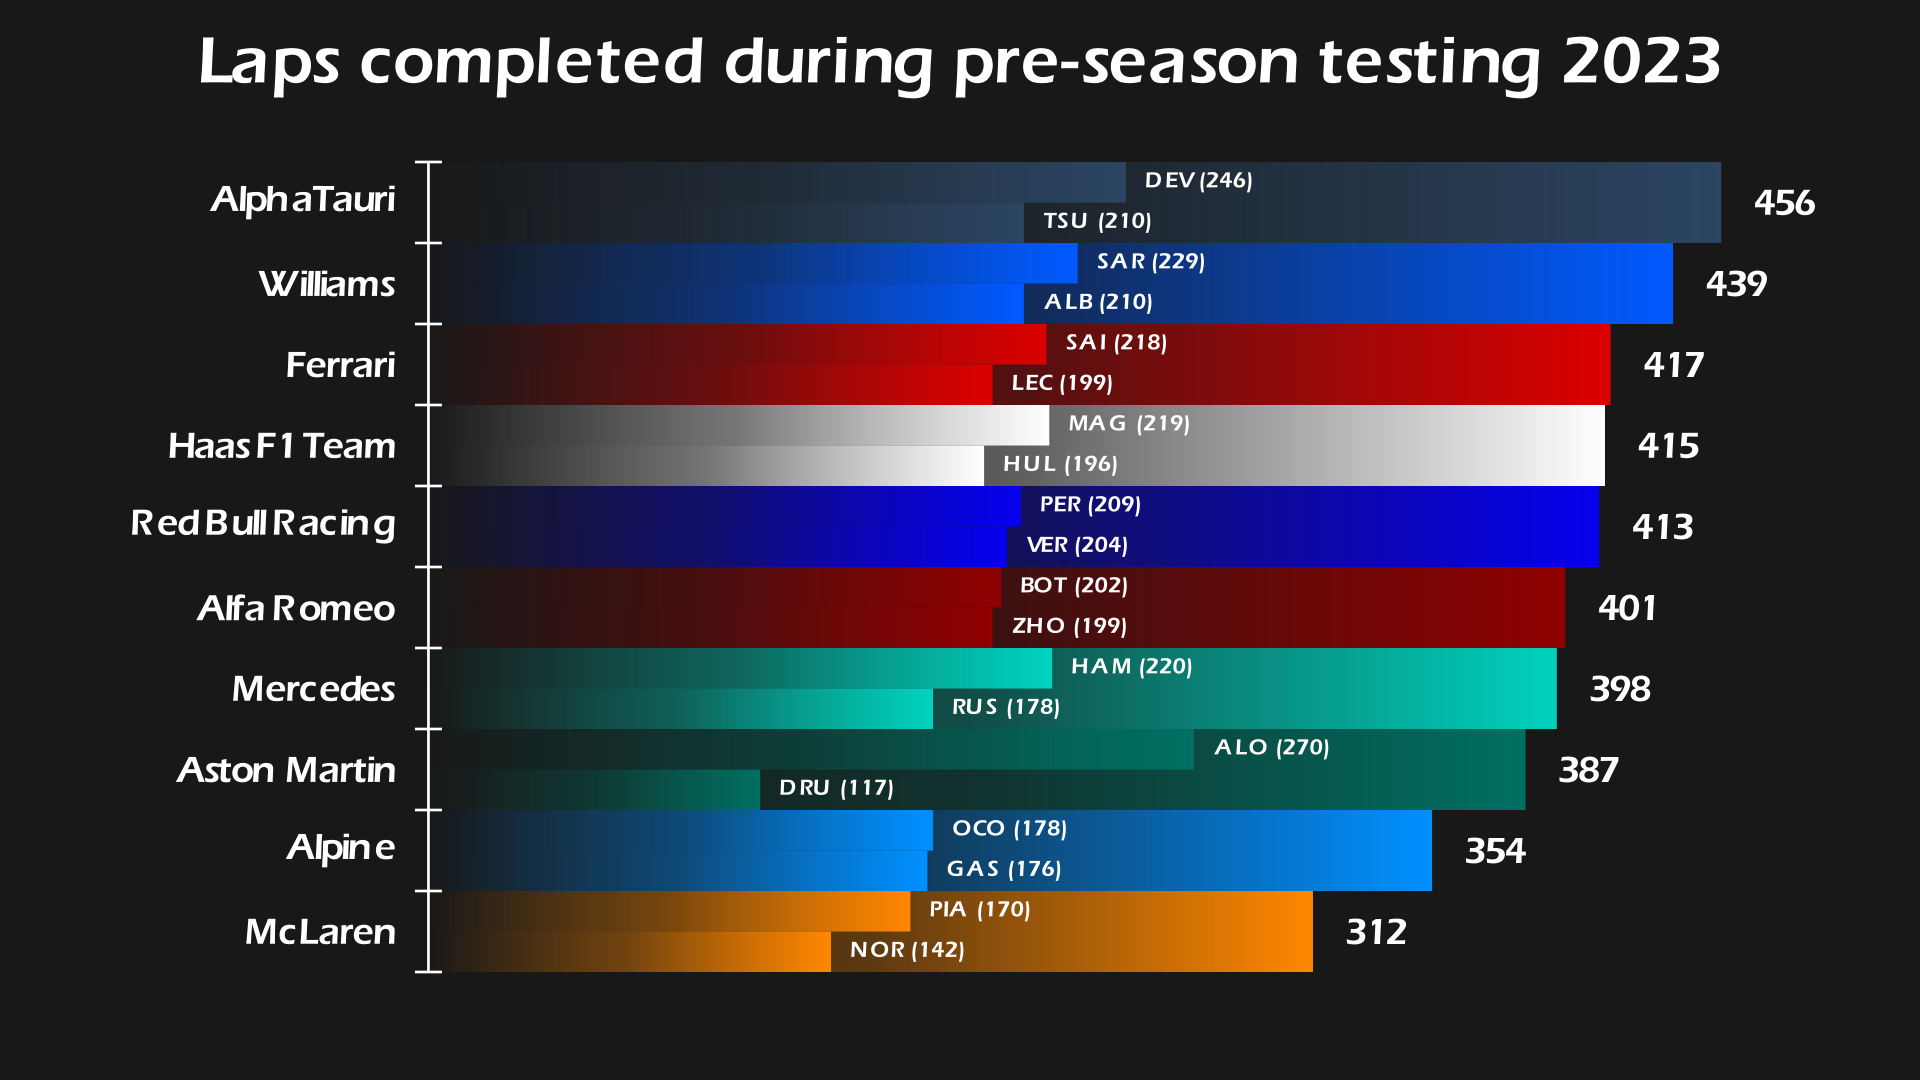 Laps completed during pre-season testing 2023
AlphaTauri
DEV (246)
TSU (210)
456
Williams
SAR (229)
ALB (210)
439
Ferrari
SAI (218)
LEC (199)
417
Haas F1 Team
MAG (219)
HUL (196)
415
Red Bull Racing
PER (209)
VER (204)
413
Alfa Romeo
BOT (202)
ZHO (199)
401
Mercedes
HAM (220)
RUS (178)
398
Aston Martin
ALO (270)
DRU (117)
387
Alpine
OCO (178)
GAS (176)
354
McLaren
PIA (170)
NOR (142)
312